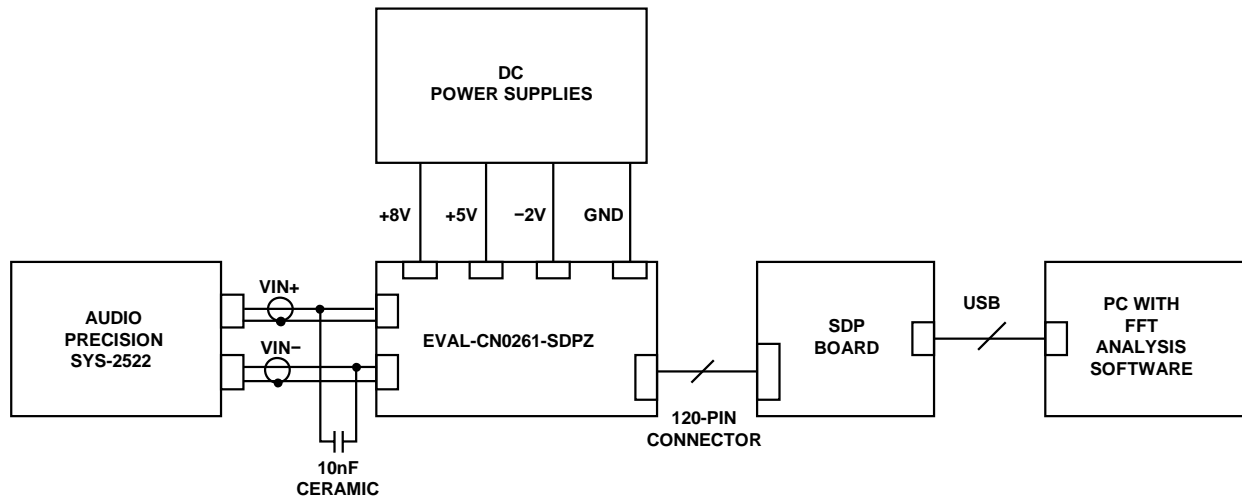 DC
POWER SUPPLIES
+8V
+5V
−2V
GND
AUDIO
PRECISION
SYS-2522
VIN+
VIN−
10nF
CERAMIC
EVAL-CN0261-SDPZ
120-PIN
CONNECTOR
SDP
BOARD
USB
PC WITH
FFT
ANALYSIS
SOFTWARE